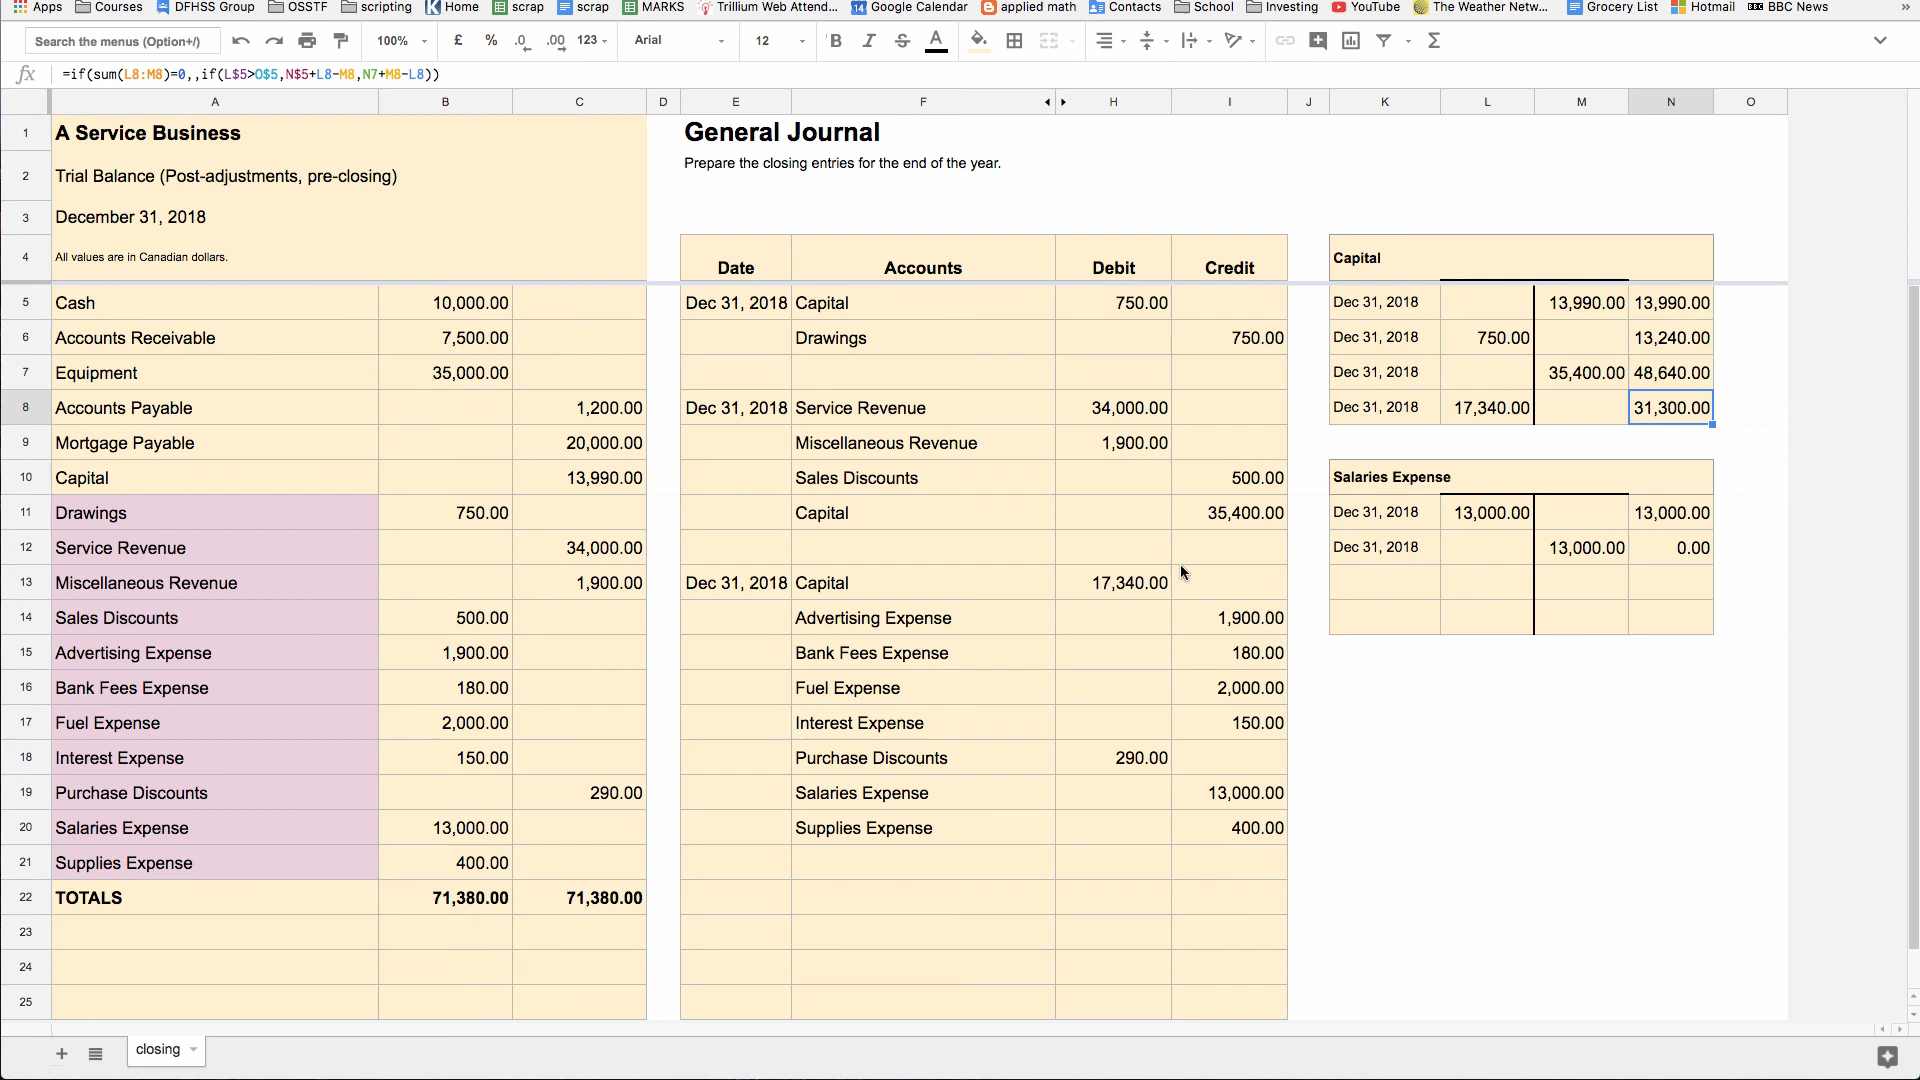 Apps Courses DFHSS Group OSSTF scripting Home scrap scrap MARKS Trillium Web Attend... 14 Google Calendar applied math Contacts School Investing YouTube The Weather Netw... Grocery List Hotmail BBC BBC News »
Search the menus (Option+/) 100% £ % .0 .00 123 Arial 12 B I S A Σ
fx =if(sum(L8:M8)=0,,if(L$5>O$5,N$5+L8-M8,N7+M8-L8))
A B C D E F H I J K L M N O
1 A Service Business General Journal
Prepare the closing entries for the end of the year.
2 Trial Balance (Post-adjustments, pre-closing)
3 December 31, 2018
4 All values are in Canadian dollars. Date Accounts Debit Credit Capital
5 Cash 10,000.00 Dec 31, 2018 Capital 750.00 Dec 31, 2018 13,990.00 13,990.00
6 Accounts Receivable 7,500.00 Drawings 750.00 Dec 31, 2018 750.00 13,240.00
7 Equipment 35,000.00 Dec 31, 2018 35,400.00 48,640.00
8 Accounts Payable 1,200.00 Dec 31, 2018 Service Revenue 34,000.00 Dec 31, 2018 17,340.00 31,300.00
9 Mortgage Payable 20,000.00 Miscellaneous Revenue 1,900.00
10 Capital 13,990.00 Sales Discounts 500.00 Salaries Expense
11 Drawings 750.00 Capital 35,400.00 Dec 31, 2018 13,000.00 13,000.00
12 Service Revenue 34,000.00 Dec 31, 2018 13,000.00 0.00
13 Miscellaneous Revenue 1,900.00 Dec 31, 2018 Capital 17,340.00
14 Sales Discounts 500.00 Advertising Expense 1,900.00
15 Advertising Expense 1,900.00 Bank Fees Expense 180.00
16 Bank Fees Expense 180.00 Fuel Expense 2,000.00
17 Fuel Expense 2,000.00 Interest Expense 150.00
18 Interest Expense 150.00 Purchase Discounts 290.00
19 Purchase Discounts 290.00 Salaries Expense 13,000.00
20 Salaries Expense 13,000.00 Supplies Expense 400.00
21 Supplies Expense 400.00
22 TOTALS 71,380.00 71,380.00
23
24
25
closing